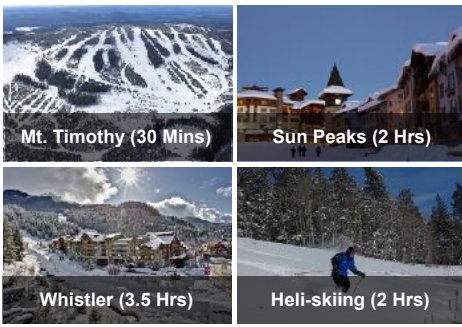 Mt. Timothy (30 Mins)
Sun Peaks (2 Hrs)
Whistler (3.5 Hrs)
Heli-skiing (2 Hrs)